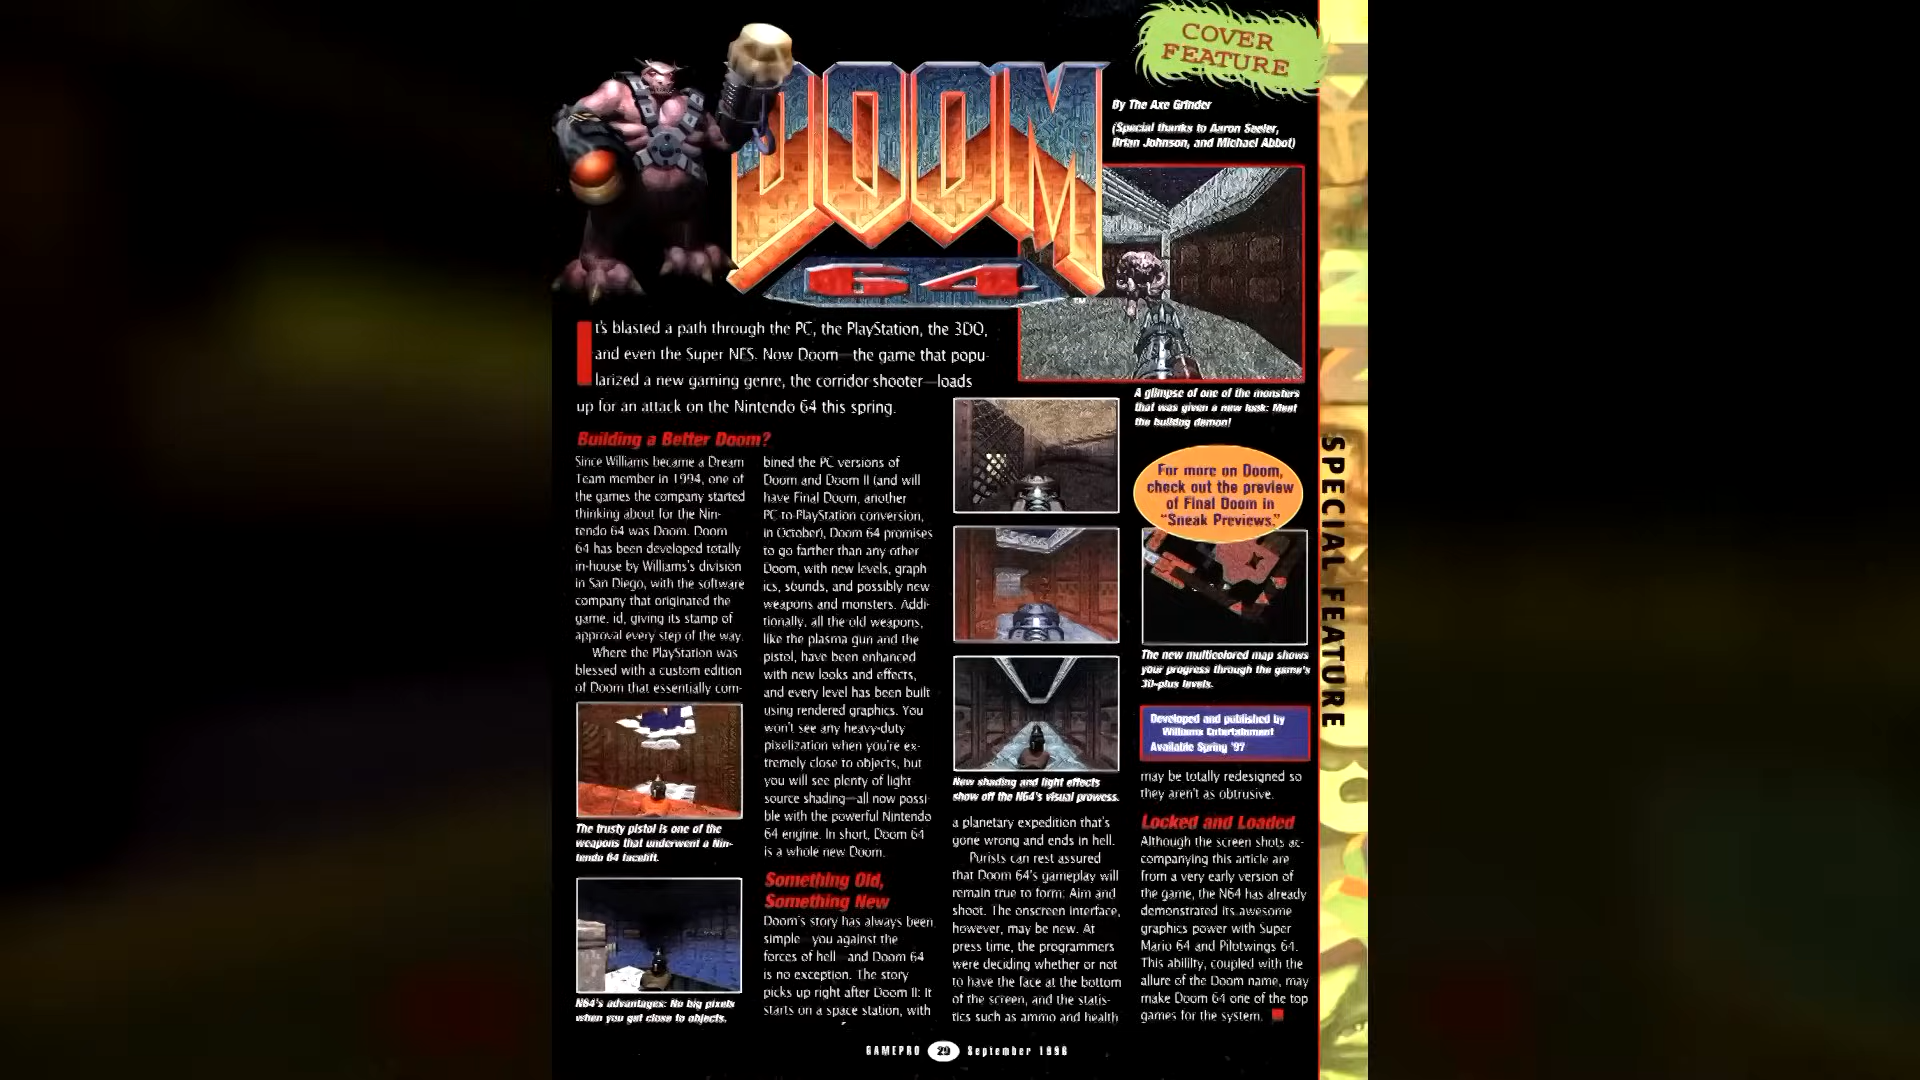 COVER
FEATURE
DOOM
64
By The Axe Grinder
(Special thanks to Aaron Seeler,
Brian Johnson, and Michael Abbot)
It's blasted a path through the PC, the PlayStation, the 3DO,
and even the Super NES. Now Doom—the game that popu-
larized a new gaming genre, the corridor shooter—loads
up for an attack on the Nintendo 64 this spring.
A glimpse of one of the monsters
that was given a new look: Meet
the bulldog demon!
Building a Better Doom?
Since Williams became a Dream
Team member in 1994, one of
the games the company started
thinking about for the Nin-
tendo 64 was Doom. Doom
64 has been developed totally
in-house by Williams's division
in San Diego, with the software
company that originated the
game, id, giving its stamp of
approval every step of the way.
Where the PlayStation was
blessed with a custom edition
of Doom that essentially com-
The trusty pistol is one of the
weapons that underwent a Nin-
tendo 64 facelift.
N64's advantages: No big pixels
when you get close to objects.
bined the PC versions of
Doom and Doom II (and will
have Final Doom, another
PC-to-PlayStation conversion,
in October), Doom 64 promises
to go farther than any other
Doom, with new levels, graph
ics, sounds, and possibly new
weapons and monsters. Addi-
tionally, all the old weapons,
like the plasma gun and the
pistol, have been enhanced
with new looks and effects,
and every level has been built
using rendered graphics. You
won't see any heavy-duty
pixelization when you're ex-
tremely close to objects, but
you will see plenty of light
source shading—all now possi-
ble with the powerful Nintendo
64 engine. In short, Doom 64
is a whole new Doom.
Something Old,
Something New
Doom's story has always been
simple—you against the
forces of hell—and Doom 64
is no exception. The story
picks up right after Doom II: It
starts on a space station, with
New shading and light effects
show off the N64's visual prowess.
a planetary expedition that's
gone wrong and ends in hell.
Purists can rest assured
that Doom 64's gameplay will
remain true to form: Aim and
shoot. The onscreen interface,
however, may be new. At
press time, the programmers
were deciding whether or not
to have the face at the bottom
of the screen, and the statis-
tics such as ammo and health
For more on Doom,
check out the preview
of Final Doom in
"Sneak Previews."
The new multicolored map shows
your progress through the game's
30-plus levels.
Developed and published by
Williams Entertainment
Available Spring '97
may be totally redesigned so
they aren't as obtrusive.
Locked and Loaded
Although the screen shots ac-
companying this article are
from a very early version of
the game, the N64 has already
demonstrated its awesome
graphics power with Super
Mario 64 and Pilotwings 64.
This ability, coupled with the
allure of the Doom name, may
make Doom 64 one of the top
games for the system.
SPECIAL FEATURE
GAMEPRO 29 September 1996